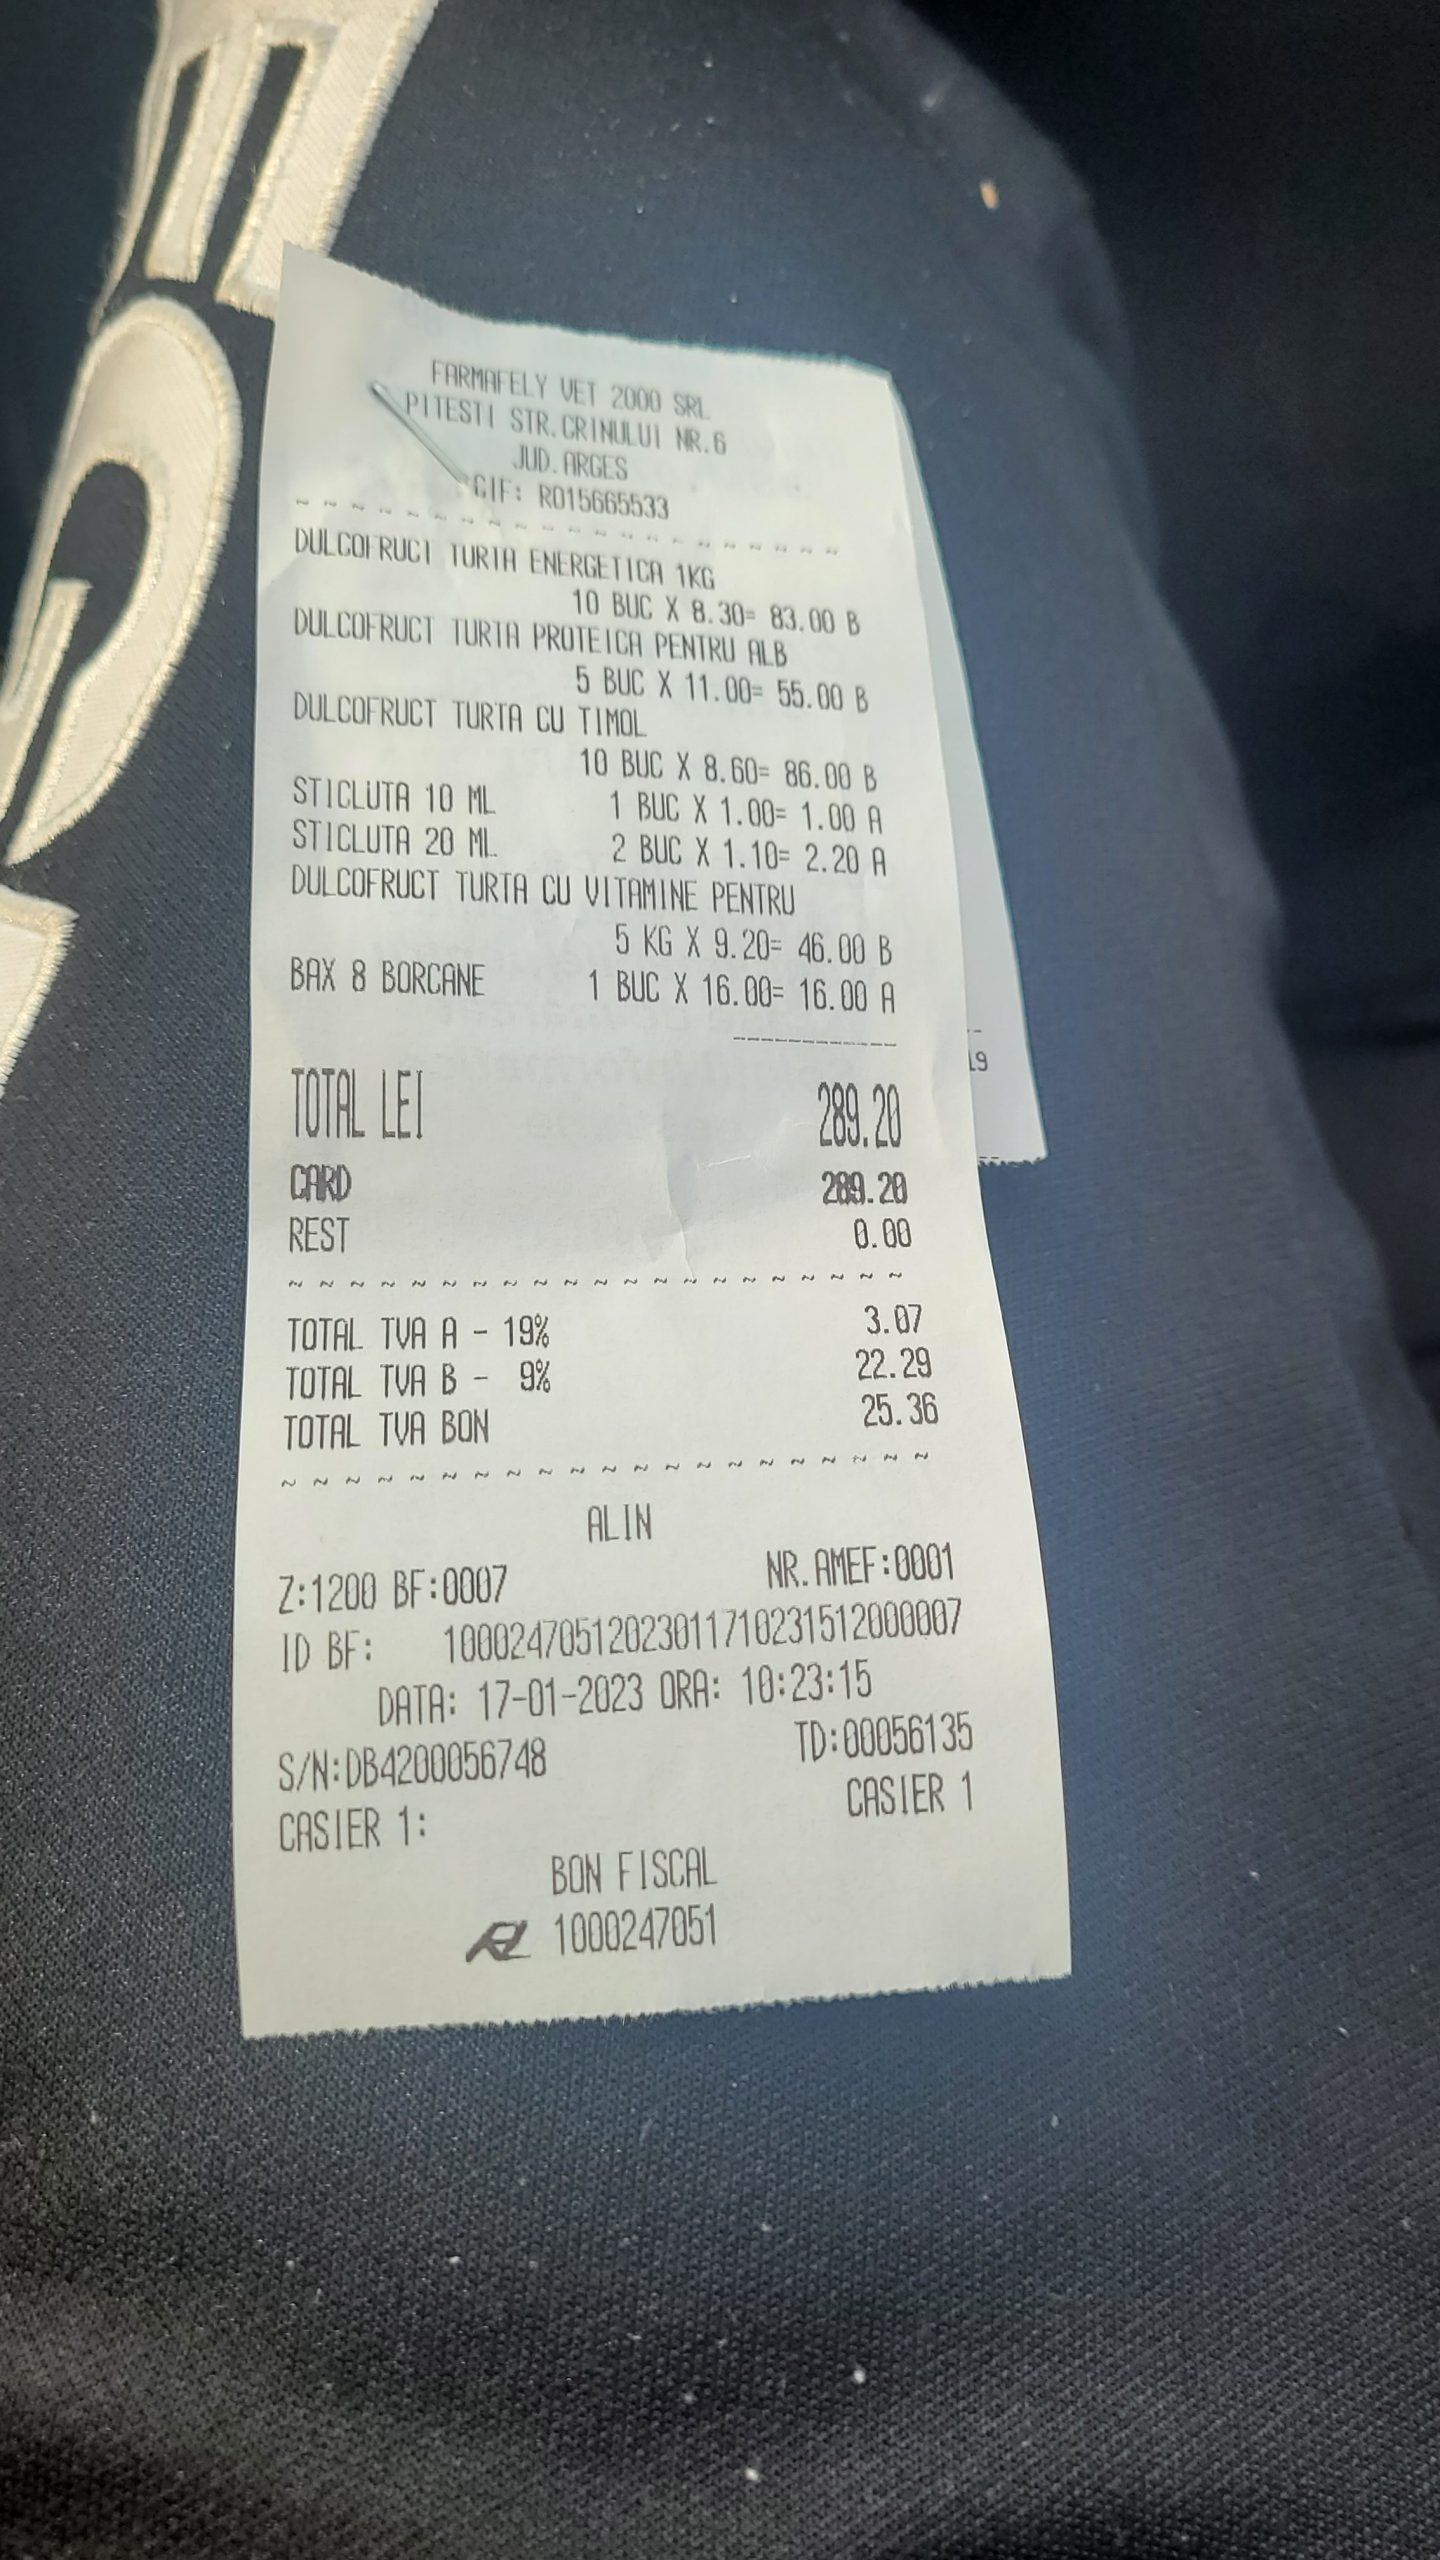 FARMAFELY VET 2000 SRL
PITESTI STR.CRINULUI NR.6
JUD.ARGES
CIF: RO15665533
~ ~ ~ ~ ~ ~ ~ ~ ~ ~ ~ ~ ~ ~ ~ ~ ~ ~ ~ ~
DULCOFRUCT TURTA ENERGETICA 1KG
10 BUC X 8.30= 83.00 B
DULCOFRUCT TURTA PROTEICA PENTRU ALB
5 BUC X 11.00= 55.00 B
DULCOFRUCT TURTA CU TIMOL
10 BUC X 8.60= 86.00 B
STICLUTA 10 ML 1 BUC X 1.00= 1.00 A
STICLUTA 20 ML 2 BUC X 1.10= 2.20 A
DULCOFRUCT TURTA CU VITAMINE PENTRU
5 KG X 9.20= 46.00 B
BAX 8 BORCANE 1 BUC X 16.00= 16.00 A
TOTAL LEI 289.20
CARD 289.20
REST 0.00
~ ~ ~ ~ ~ ~ ~ ~ ~ ~ ~ ~ ~ ~ ~ ~ ~ ~ ~ ~
TOTAL TVA A - 19% 3.07
TOTAL TVA B - 9% 22.29
TOTAL TVA BON 25.36
~ ~ ~ ~ ~ ~ ~ ~ ~ ~ ~ ~ ~ ~ ~ ~ ~ ~ ~ ~
ALIN
Z:1200 BF:0007 NR.AMEF:0001
ID BF: 10002470512023011710231512000007
DATA: 17-01-2023 ORA: 10:23:15
S/N:DB4200056748 TD:00056135
CASIER 1: CASIER 1
BON FISCAL
1000247051
19